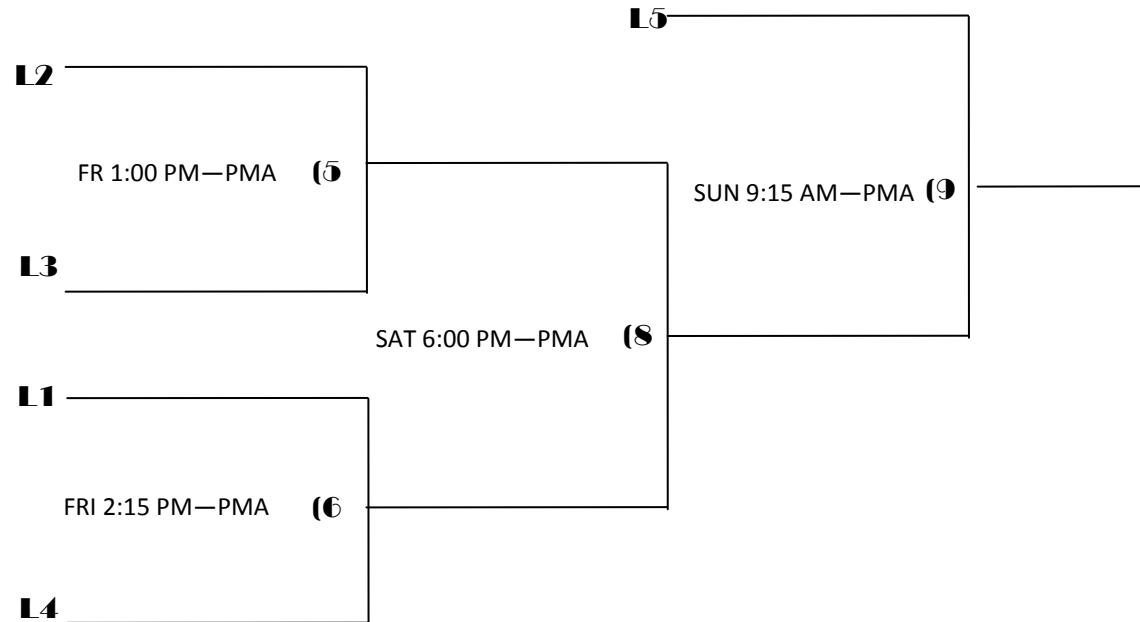 L5
L2
FR 1:00 PM—PMA (5
SUN 9:15 AM—PMA (9
L3
SAT 6:00 PM—PMA (8
L1
FRI 2:15 PM—PMA (6
L4